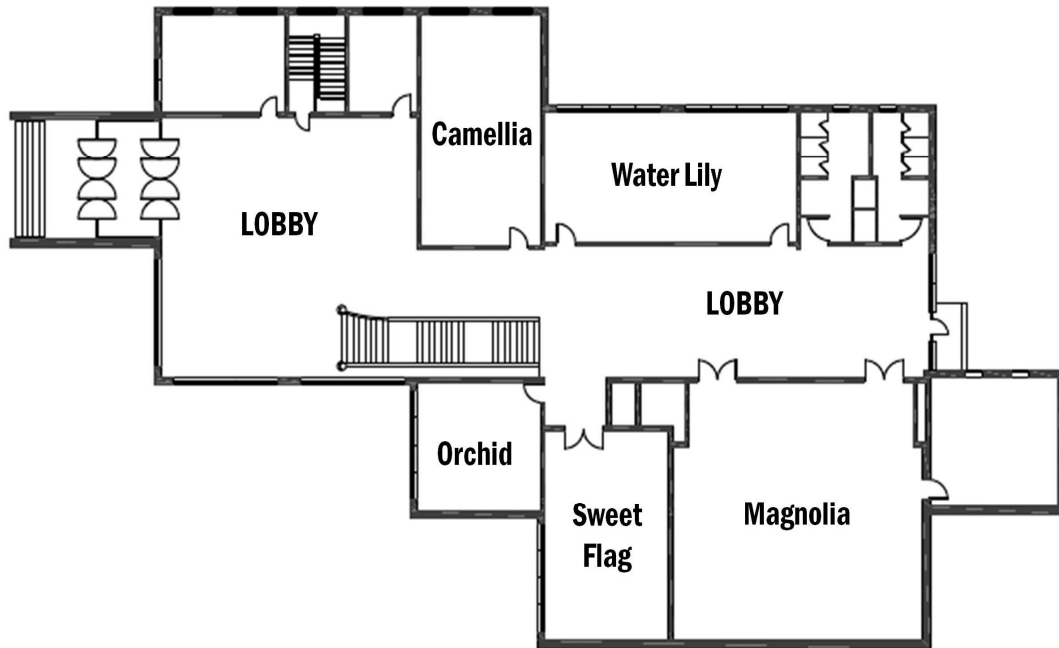 Camellia
Water Lily
LOBBY
LOBBY
Orchid
Sweet
Flag
Magnolia